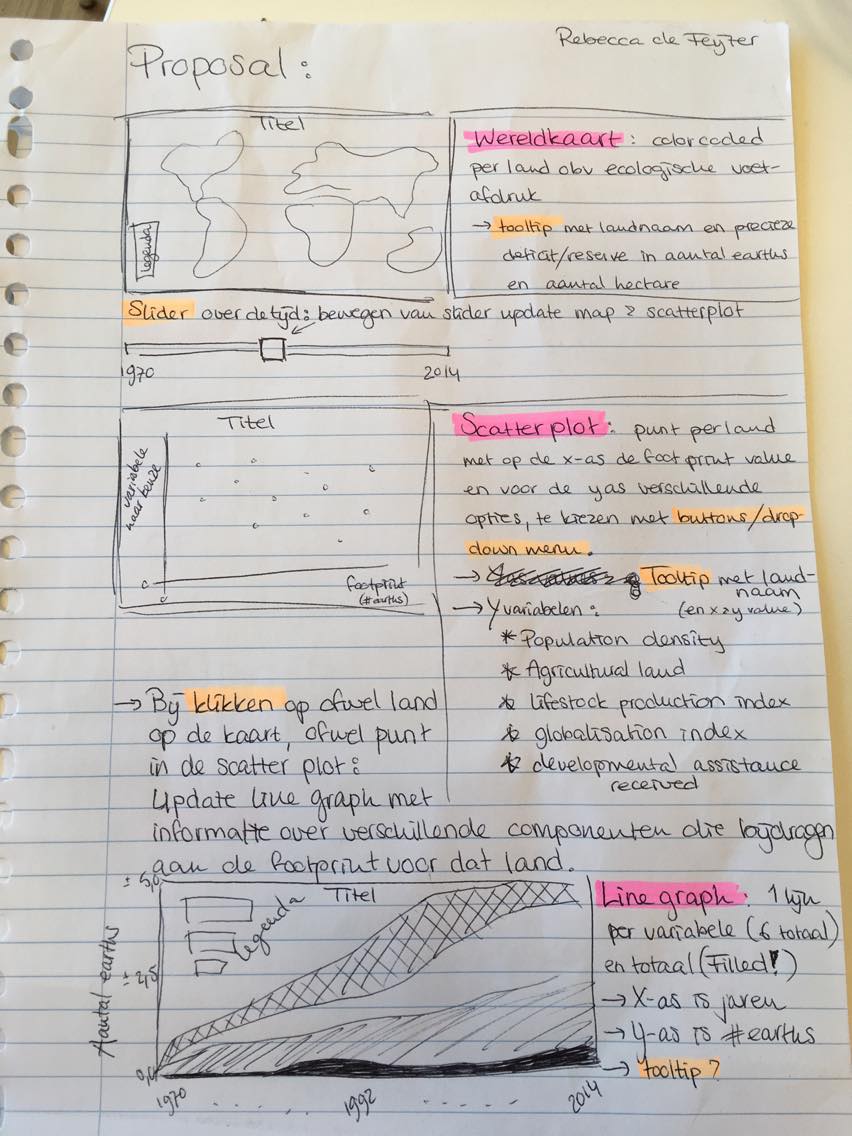 Rebecca de Feyter
Proposal:
Titel
legenda
Wereldkaart: colorcoded
per land obv ecologische voet-
afdruk
→ tooltip met landnaam en precieze
deficit/reserve in aantal earths
en aantal hectare
Slider over de tijd: bewegen van slider update map & scatterplot
1970
2014
Titel
variabele
naar keuze
footprint
(#earths)
Scatterplot: punt per land
met op de x-as de footprint value
en voor de y as verschillende
opties, te kiezen met buttons/drop-
down menu.
→ Tooltip met land-
naam
(en x & y value)
→ Y variabelen:
* Population density
* Agricultural land
* lifestock production index
* globalisation index
* developmental assistance
received
→ Bij klikken op ofwel land
op de kaart, ofwel punt
in de scatter plot:
Update line graph met
informatie over verschillende componenten die bijdragen
aan de footprint voor dat land.
Titel
legenda
Aantal earths
± 5,0
± 2,5
0,0
1970
1992
2014
Line graph: 1 lijn
per variabele (6 totaal)
en totaal (Filled!)
→ X-as is jaren
→ Y-as is #earths
→ tooltip?